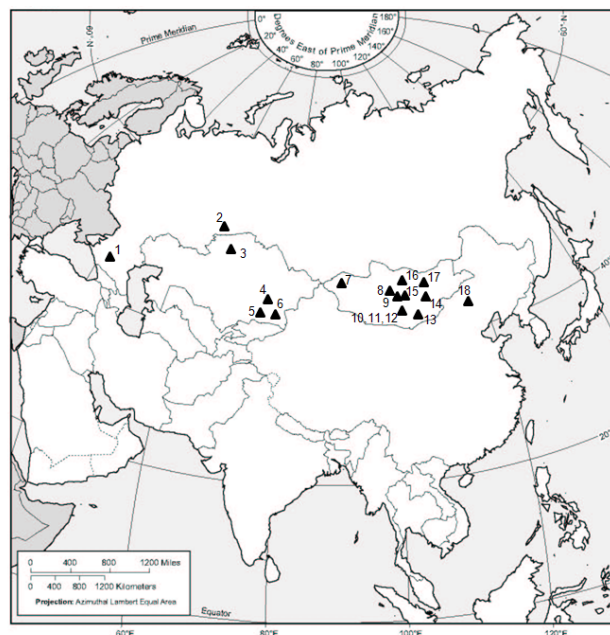 0°
180°
Degrees East of Prime Meridian
20°
160°
40°
140°
60°
120°
80°
100°
60° N
Prime Meridian
60° N
2
3
1
16
17
7
8
15
18
4
9
14
5
6
10, 11, 12
13
40°
20°
0 400 800 1200 Miles
0 400 800 1200 Kilometers
Projection: Azimuthal Lambert Equal Area
Equator
60°E
80°E
100°E
120°E